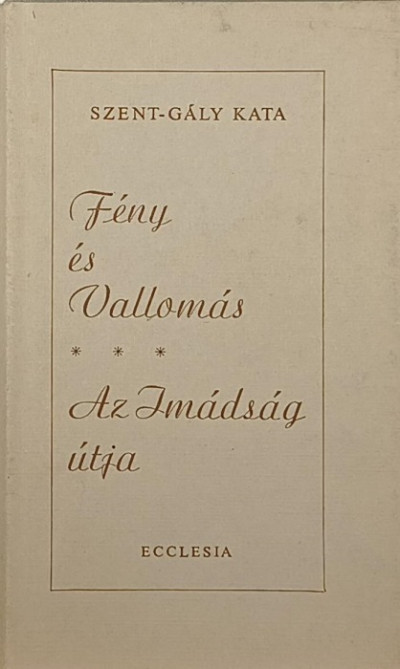 SZENT-GÁLY KATA
Fény
és
Vallomás
* * *
Az Imádság
útja
ECCLESIA